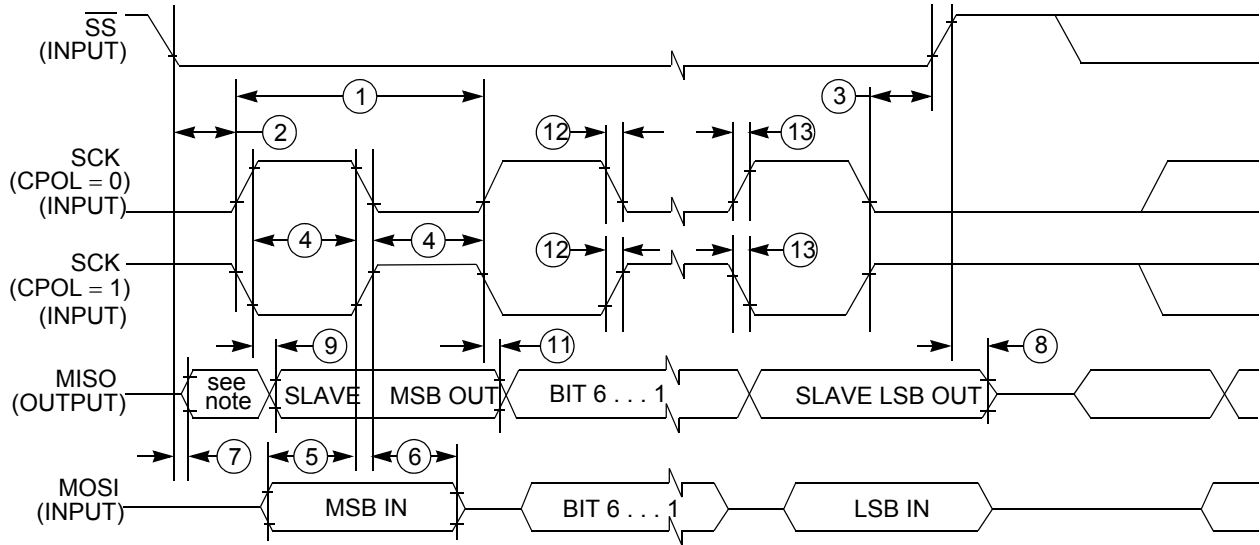 SS
(INPUT)
1
3
2
12
13
SCK
(CPOL = 0)
(INPUT)
4
4
12
13
SCK
(CPOL = 1)
(INPUT)
9
11
8
MISO
(OUTPUT)
see
note
SLAVE MSB OUT
BIT 6 . . . 1
SLAVE LSB OUT
7
5
6
MOSI
(INPUT)
MSB IN
BIT 6 . . . 1
LSB IN